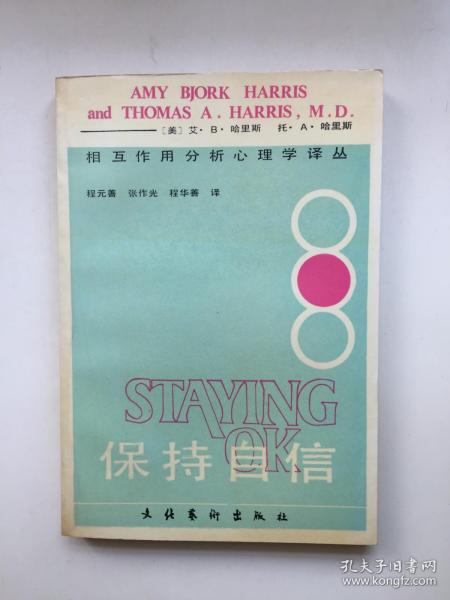 AMY BJORK HARRIS
and THOMAS A. HARRIS, M.D.
[美] 艾·B·哈里斯 托·A·哈里斯
相互作用分析心理学译丛
程元善 张作光 程华善 译
STAYING
OK
保持自信
文化艺术出版社
孔夫子旧书网
www.kongfz.com